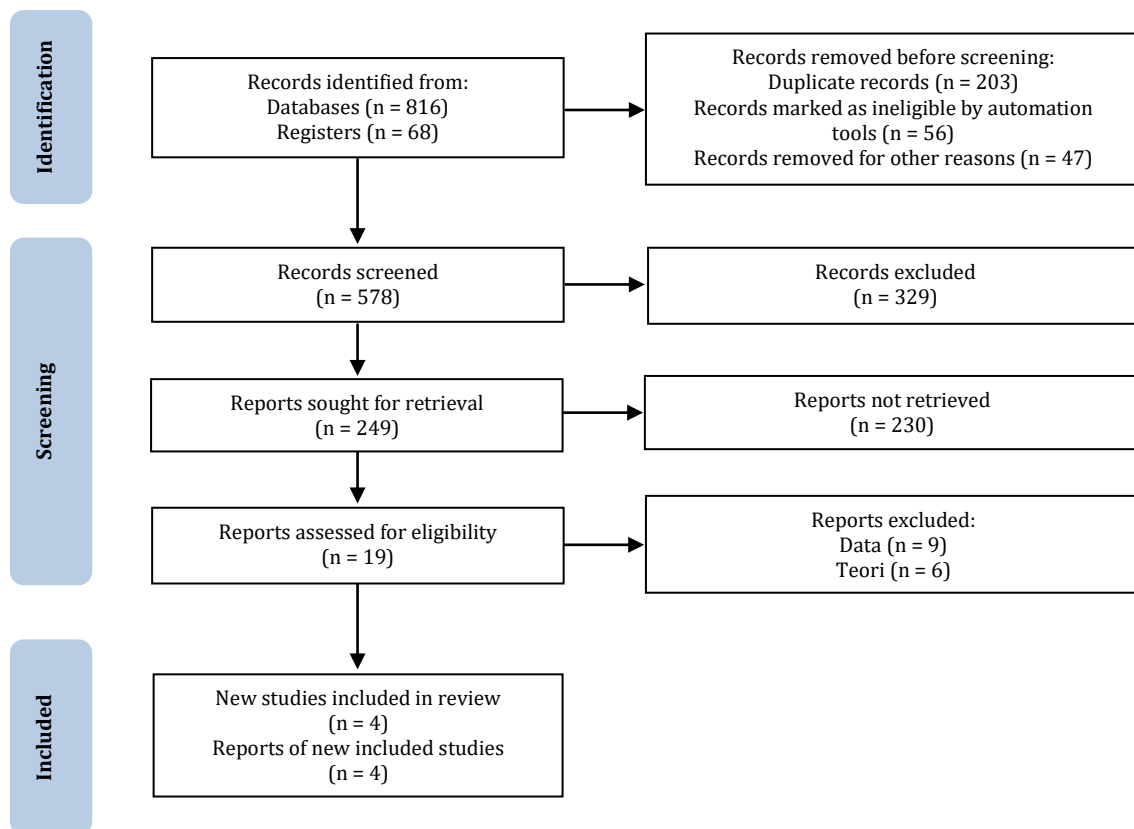 Identification
Records identified from:
Databases (n = 816)
Registers (n = 68)
Records removed before screening:
Duplicate records (n = 203)
Records marked as ineligible by automation
tools (n = 56)
Records removed for other reasons (n = 47)
Screening
Records screened
(n = 578)
Records excluded
(n = 329)
Reports sought for retrieval
(n = 249)
Reports not retrieved
(n = 230)
Reports assessed for eligibility
(n = 19)
Reports excluded:
Data (n = 9)
Teori (n = 6)
Included
New studies included in review
(n = 4)
Reports of new included studies
(n = 4)